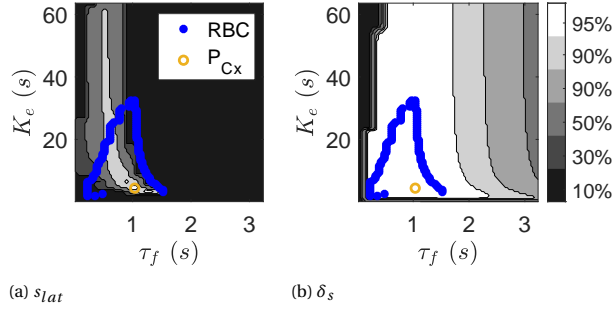 (a)
60
40
20
K_e (s)
1
2
3
τ_f (s)
RBC
P_Cx
(b)
60
40
20
K_e (s)
1
2
3
τ_f (s)
95%
90%
90%
50%
30%
10%
(a) s_lat
(b) δ_s